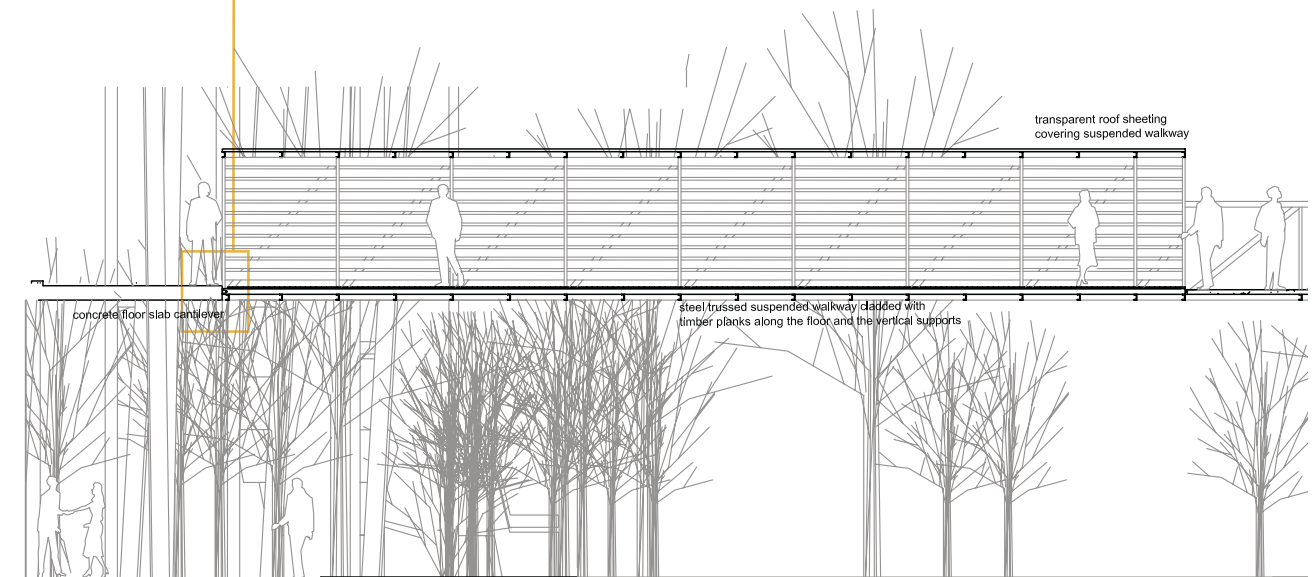 transparent roof sheeting
covering suspended walkway
concrete floor slab cantilever
steel trussed suspended walkway cladded with
timber planks along the floor and the vertical supports